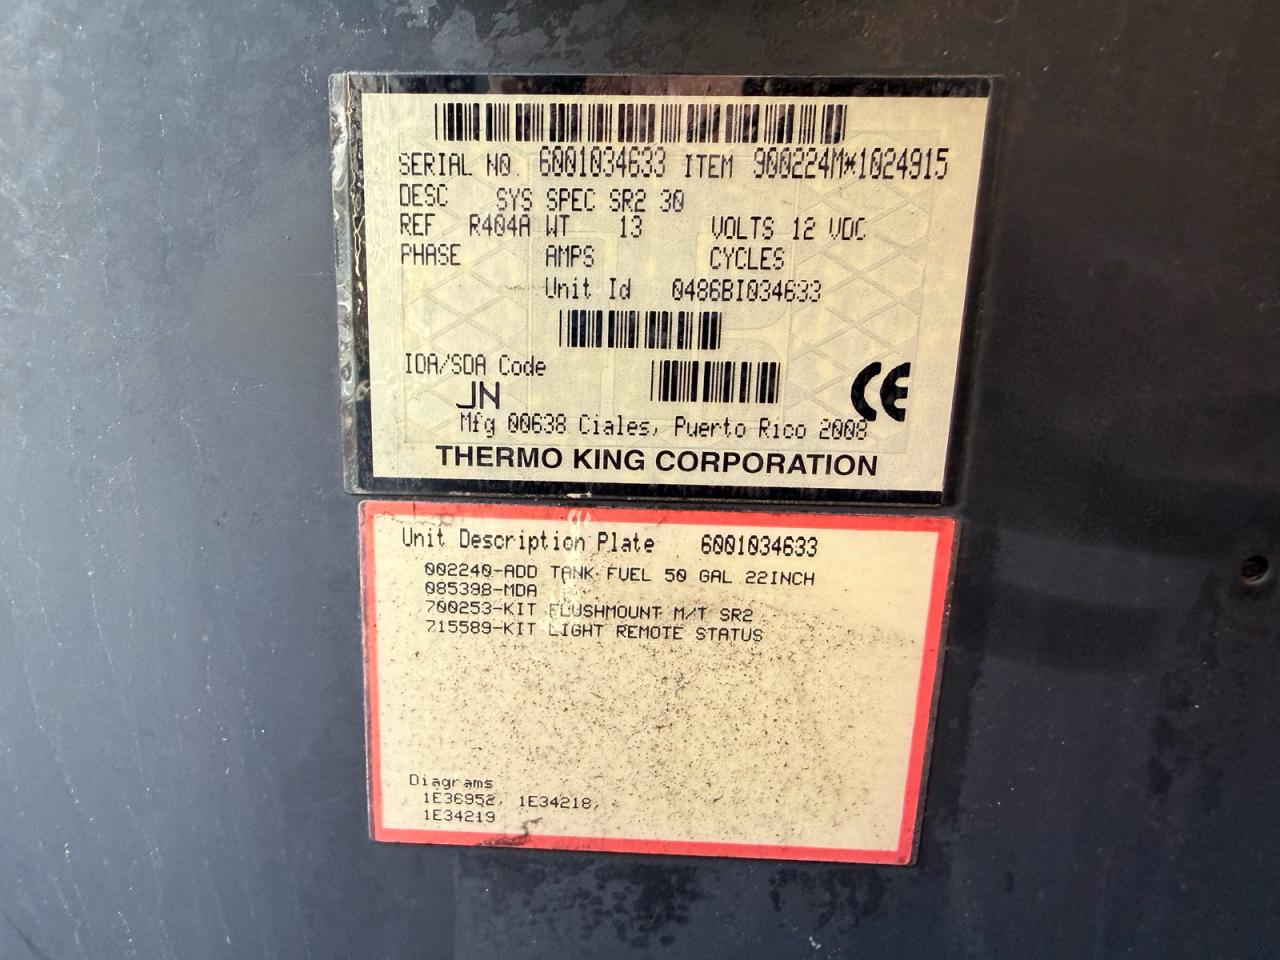 SERIAL NO. 6001034633 ITEM 900224M*1024915
DESC SYS SPEC SR2 30
REF R404A WT 13 VOLTS 12 VDC
PHASE AMPS CYCLES
Unit Id 0486BI034633
IDA/SDA Code
JN
CE
Mfg 00638 Ciales, Puerto Rico 2008
THERMO KING CORPORATION
Unit Description Plate 6001034633
002240-ADD TANK FUEL 50 GAL 22INCH
085398-MDA
700253-KIT FLUSHMOUNT M/T SR2
715589-KIT LIGHT REMOTE STATUS
Diagrams
1E36952, 1E34218,
1E34219